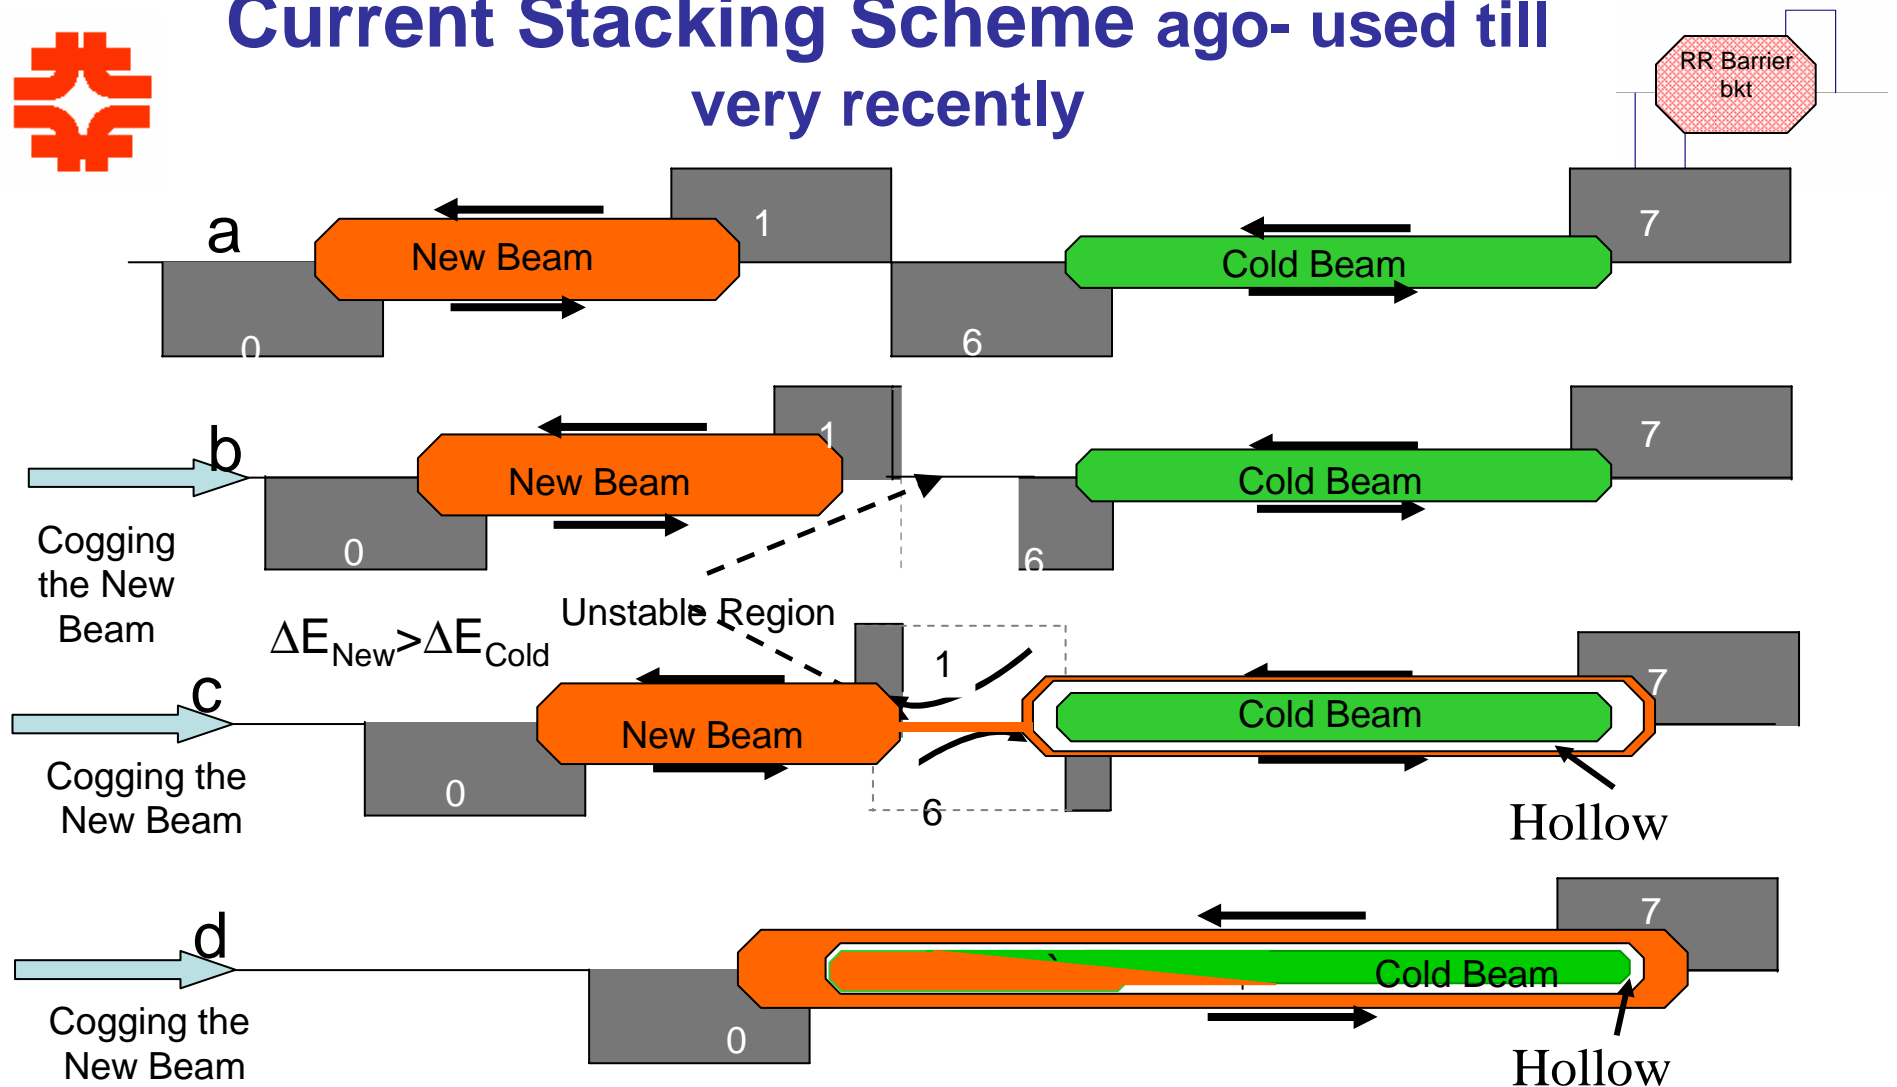 Current Stacking Scheme ago- used till
very recently
RR Barrier
bkt
a
New Beam
1
Cold Beam
7
0
6
b
New Beam
1
Cold Beam
7
0
6
Cogging
the New
Beam
Unstable Region
ΔE_New>ΔE_Cold
c
New Beam
1
Cold Beam
7
0
6
Cogging the
New Beam
Hollow
d
Cold Beam
7
0
Cogging the
New Beam
Hollow